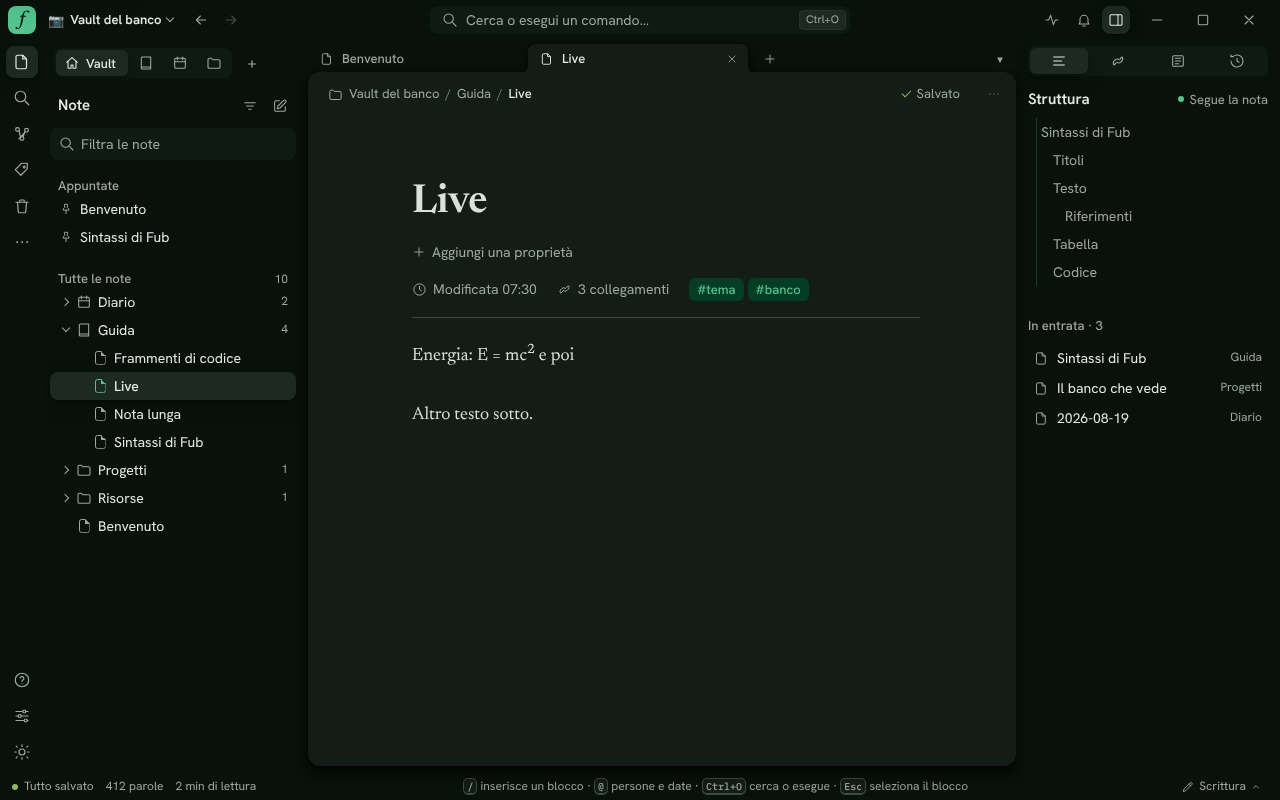 f
Vault del banco
Cerca o esegui un comando...
Ctrl+O
Vault
Note
Filtra le note
Appuntate
Benvenuto
Sintassi di Fub
Tutte le note 10
Diario 2
Guida 4
Frammenti di codice
Live
Nota lunga
Sintassi di Fub
Progetti 1
Risorse 1
Benvenuto
Benvenuto
Live
Vault del banco / Guida / Live
Salvato
Live
Aggiungi una proprietà
Modificata 07:30
3 collegamenti
#tema
#banco
Energia: E = mc² e poi
Altro testo sotto.
Struttura
Segue la nota
Sintassi di Fub
Titoli
Testo
Riferimenti
Tabella
Codice
In entrata · 3
Sintassi di Fub Guida
Il banco che vede Progetti
2026-08-19 Diario
Tutto salvato 412 parole 2 min di lettura
/ inserisce un blocco · @ persone e date · Ctrl+O cerca o esegue · Esc seleziona il blocco
Scrittura